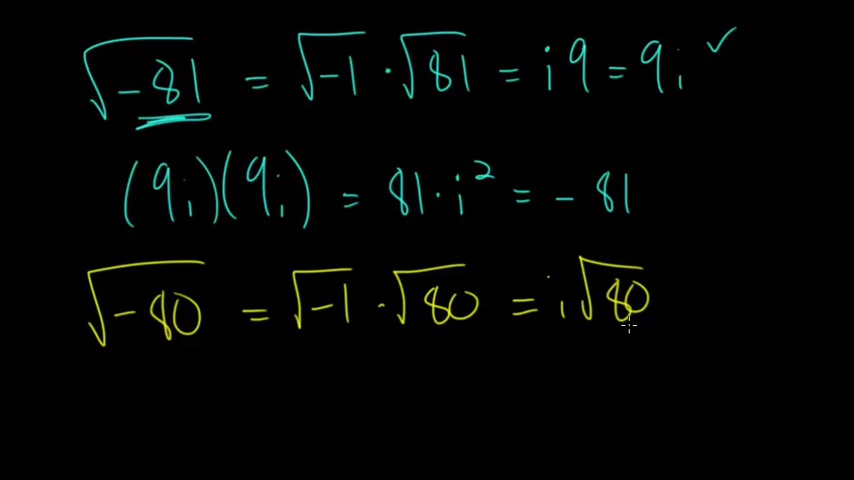 √-81 = √-1 · √81 = i9 = 9i ✓
(9i)(9i) = 81 · i² = -81
√-80 = √-1 · √80 = i√80